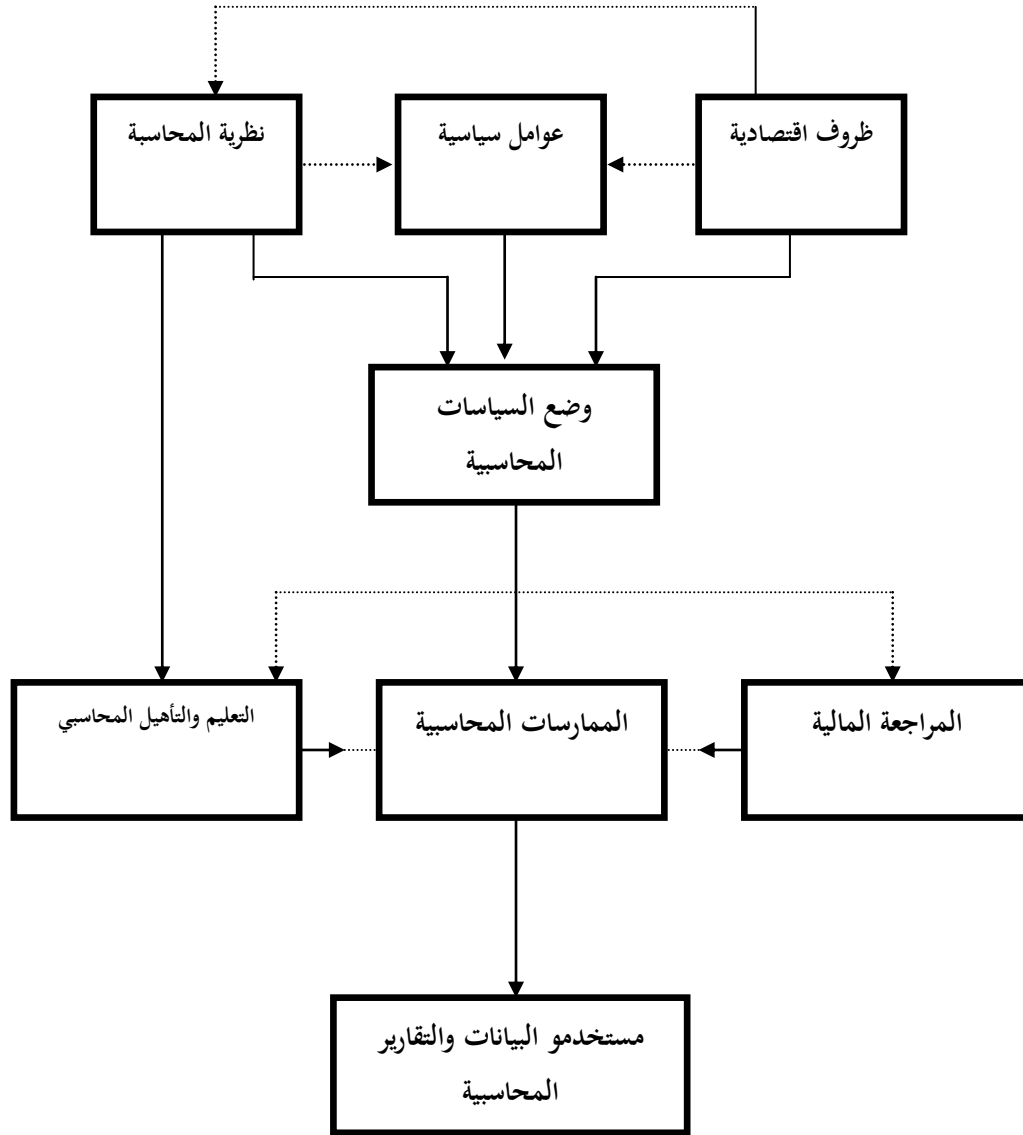 ظروف اقتصادية
عوامل سياسية
نظرية المحاسبة
وضع السياسات
المحاسبية
المراجعة المالية
الممارسات المحاسبية
التعليم والتأهيل المحاسبي
مستخدمو البيانات والتقارير
المحاسبية